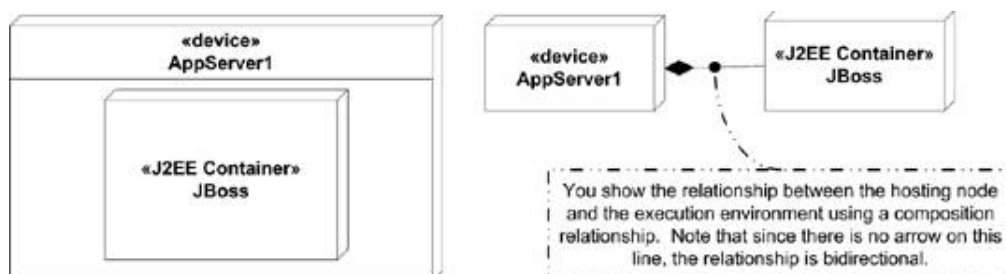 «device»
AppServer1
«J2EE Container»
JBoss
«device»
AppServer1
«J2EE Container»
JBoss
You show the relationship between the hosting node
and the execution environment using a composition
relationship. Note that since there is no arrow on this
line, the relationship is bidirectional.